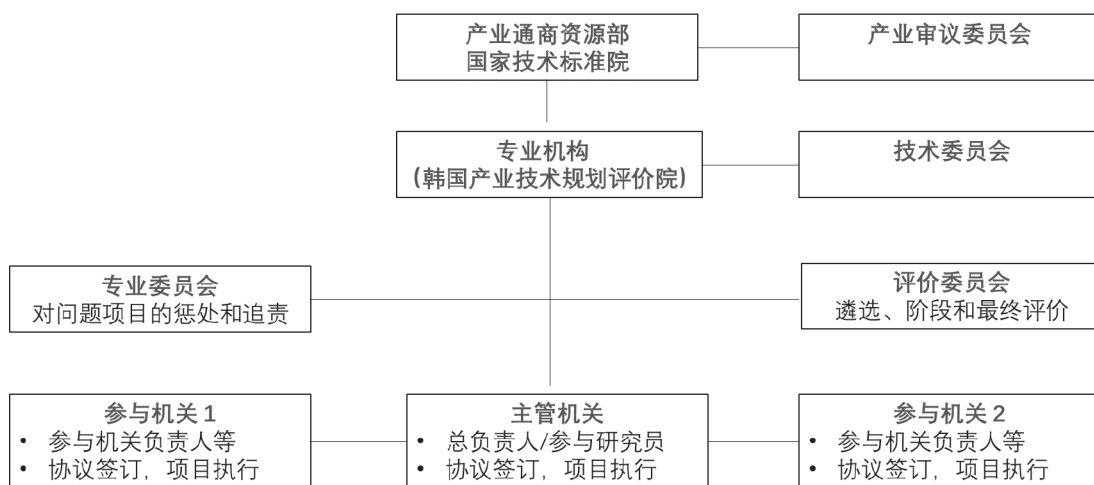 产业通商资源部
国家技术标准院
产业审议委员会
专业机构
(韩国产业技术规划评价院)
技术委员会
专业委员会
对问题项目的惩处和追责
评价委员会
遴选、阶段和最终评价
参与机关 1
• 参与机关负责人等
• 协议签订，项目执行
主管机关
• 总负责人/参与研究员
• 协议签订，项目执行
参与机关 2
• 参与机关负责人等
• 协议签订，项目执行